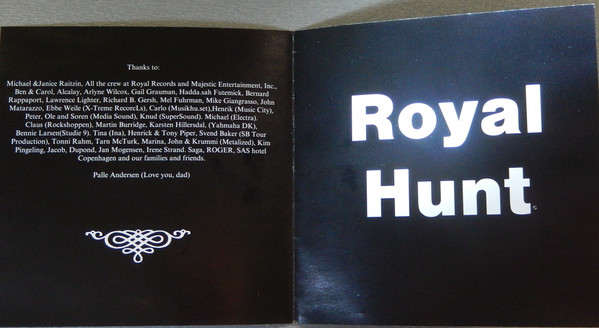 Thanks to:
Michael &Janice Raitzin, All the crew at Royal Records and Majestic Entertainment, Inc.,
Ben & Carol, Alcalay, Arlyne Wilcox, Gail Grauman, Hadda.sah Futernick, Bernard
Rappaport, Lawrence Lighter, Richard B. Gersh, Mel Fuhrman, Mike Giangrasso, John
Matarazzo, Ebbe Weile (X-Treme RecorcLs), Carlo (Musikhu.set),Henrik (Music City),
Peter, Ole and Soren (Media Sound), Knud (SuperSound). Michael (Electra).
Claus (Rockshoppen), Martin Burridge, Karsten Hillersdal, (Yahmaha DK),
Bennie Larsen(Studie 9). Tina (Ina), Henrick & Tony Piper, Svend Baker (SB Tour
Production), Tonni Rahm, Tarn McTurk, Marina, John & Krummi (Metalized), Kim
Pingeling, Jacob, Dupond, Jan Mogensen, Irene Strand. Saga, ROGER, SAS hotel
Copenhagen and our families and friends.
Palle Andersen (Love you, dad)
Royal
Hunt